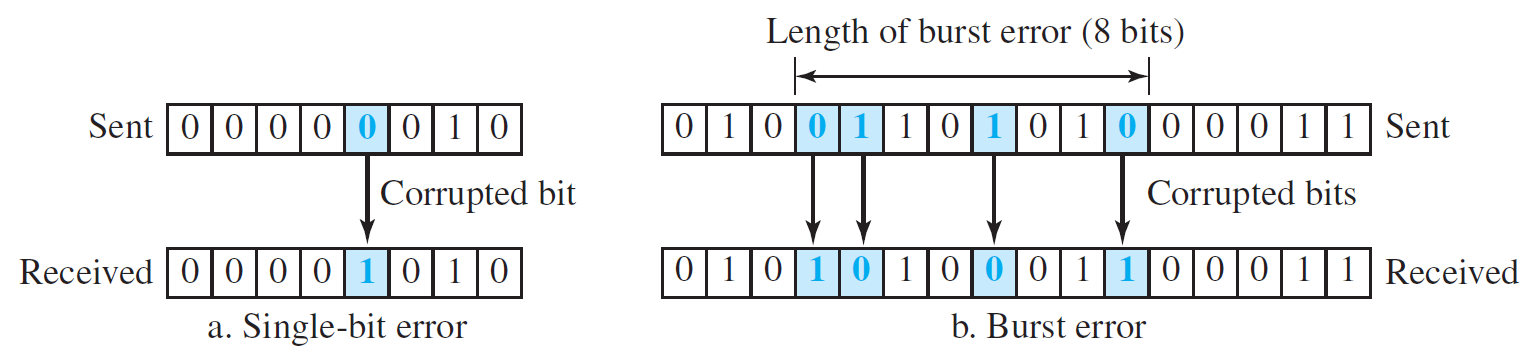 Length of burst error (8 bits)
Sent 0 0 0 0 0 0 1 0
0 1 0 0 1 1 0 1 0 1 0 0 0 0 1 1 Sent
Corrupted bit
Corrupted bits
Received 0 0 0 0 1 0 1 0
0 1 0 1 0 1 0 0 0 1 1 0 0 0 1 1 Received
a. Single-bit error
b. Burst error